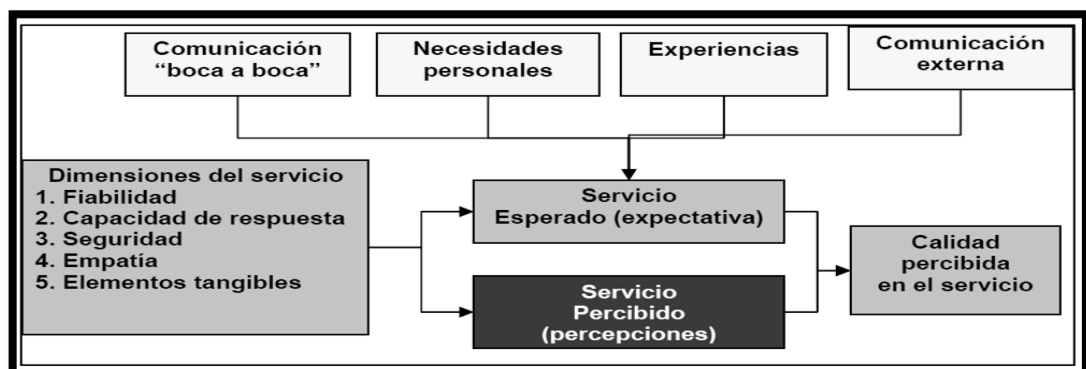 Comunicación
“boca a boca”
Necesidades
personales
Experiencias
Comunicación
externa
Dimensiones del servicio
1. Fiabilidad
2. Capacidad de respuesta
3. Seguridad
4. Empatía
5. Elementos tangibles
Servicio
Esperado (expectativa)
Servicio
Percibido
(percepciones)
Calidad
percibida
en el servicio